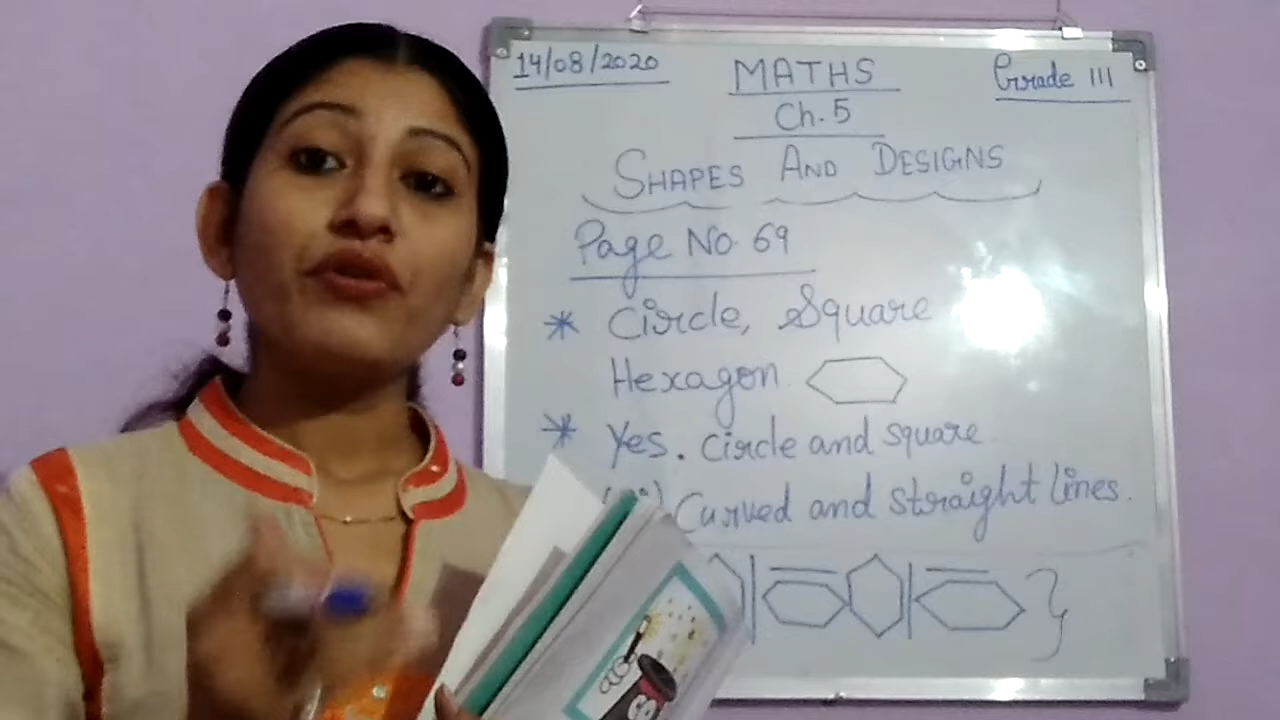 14/08/2020
MATHS
Grade III
Ch. 5
SHAPES AND DESIGNS
Page No. 69
* Circle, Square
Hexagon
* Yes. circle and square
Curved and straight lines.